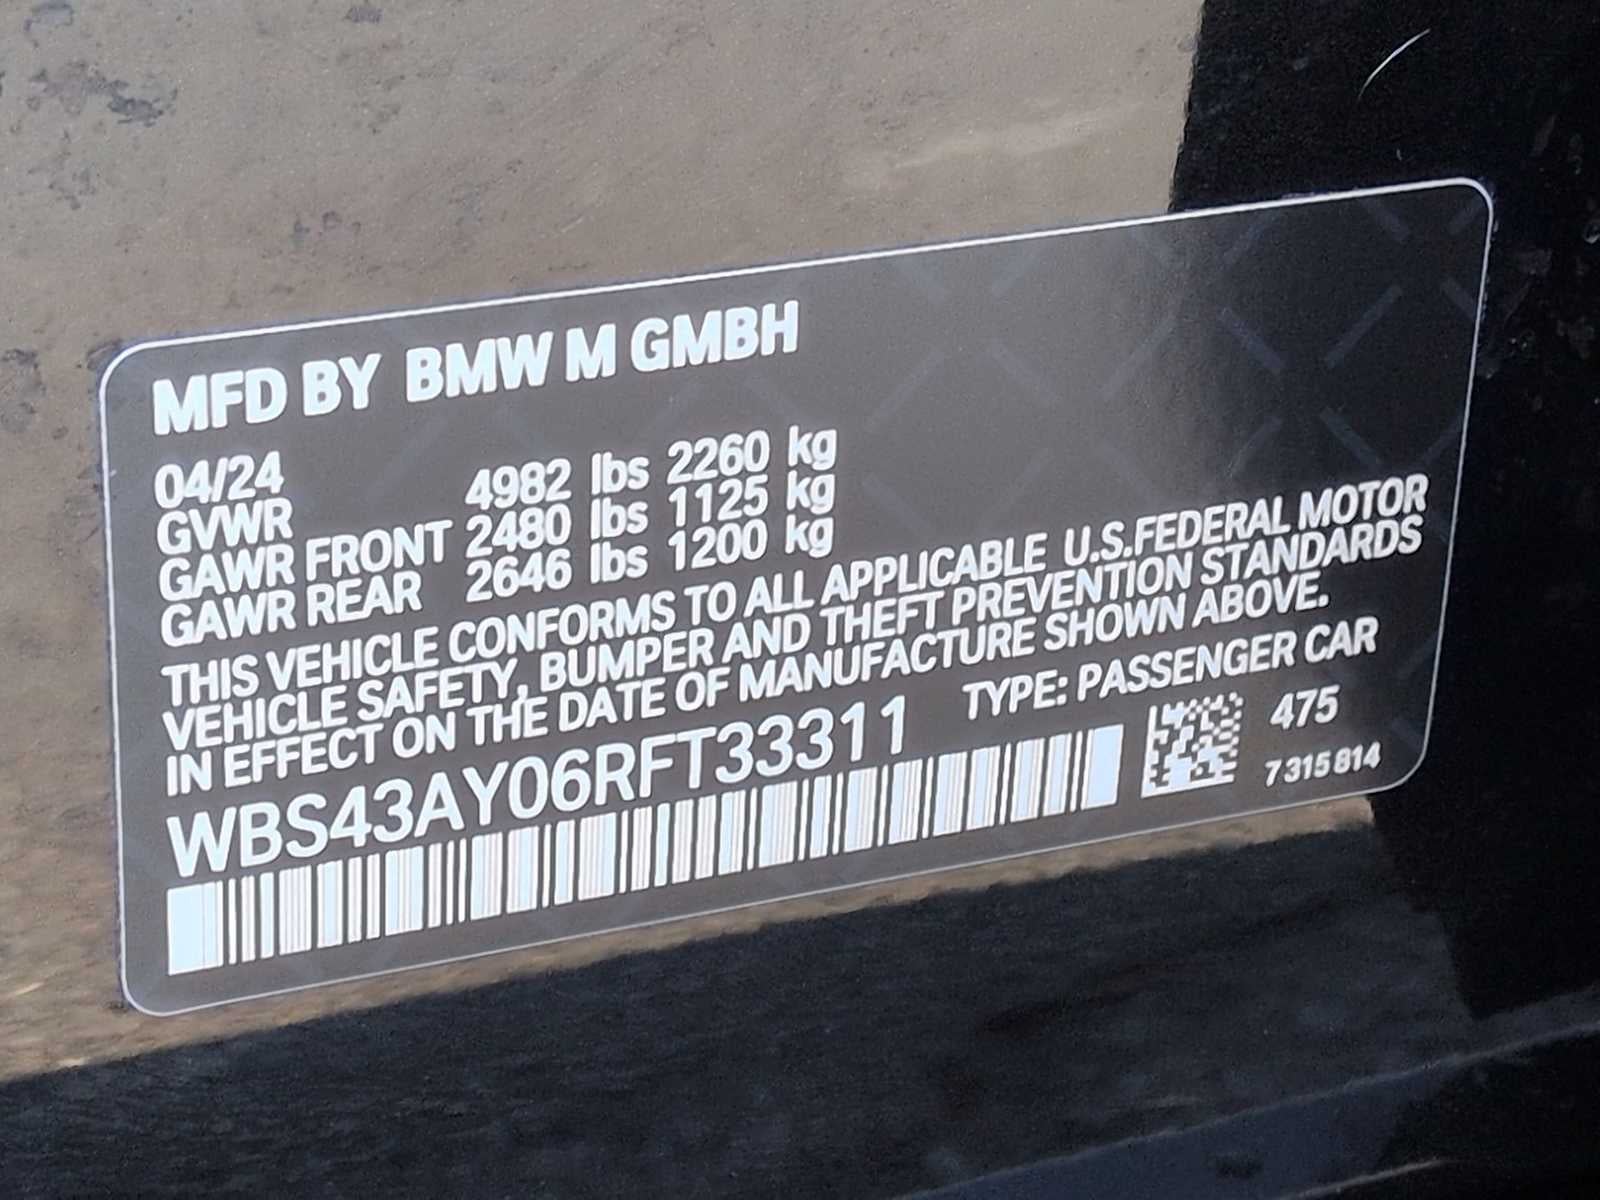 MFD BY BMW M GMBH
04/24
GVWR 4982 lbs 2260 kg
GAWR FRONT 2480 lbs 1125 kg
GAWR REAR 2646 lbs 1200 kg
THIS VEHICLE CONFORMS TO ALL APPLICABLE U.S.FEDERAL MOTOR
VEHICLE SAFETY, BUMPER AND THEFT PREVENTION STANDARDS
IN EFFECT ON THE DATE OF MANUFACTURE SHOWN ABOVE.
WBS43AY06RFT33311 TYPE: PASSENGER CAR
475
7 315 814